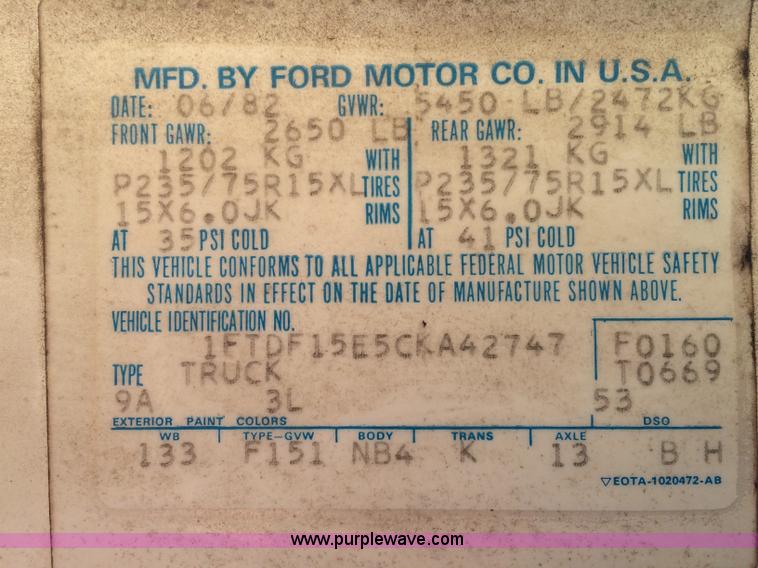 MFD. BY FORD MOTOR CO. IN U.S.A.
DATE: 06/82 GVWR: 5450 LB/2472KG
FRONT GAWR: 2650 LB REAR GAWR: 2914 LB
1202 KG WITH 1321 KG WITH
P235/75R15XL TIRES P235/75R15XL TIRES
15X6.0JK RIMS 15X6.0JK RIMS
AT 35 PSI COLD AT 41 PSI COLD
THIS VEHICLE CONFORMS TO ALL APPLICABLE FEDERAL MOTOR VEHICLE SAFETY
STANDARDS IN EFFECT ON THE DATE OF MANUFACTURE SHOWN ABOVE.
VEHICLE IDENTIFICATION NO.
1FTDF15E5CKA42747 F0160
TYPE TRUCK T0669
9A 3L 53
EXTERIOR PAINT COLORS DSO
WB TYPE-GVW BODY TRANS AXLE
133 F151 NB4 K 13 B H
▽EOTA-1020472-AB
www.purplewave.com